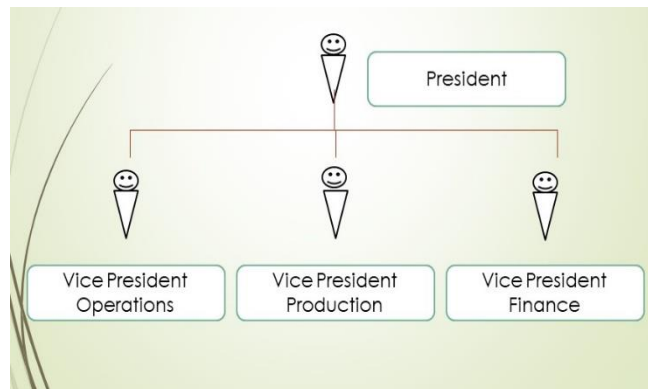 President
Vice President
Operations
Vice President
Production
Vice President
Finance